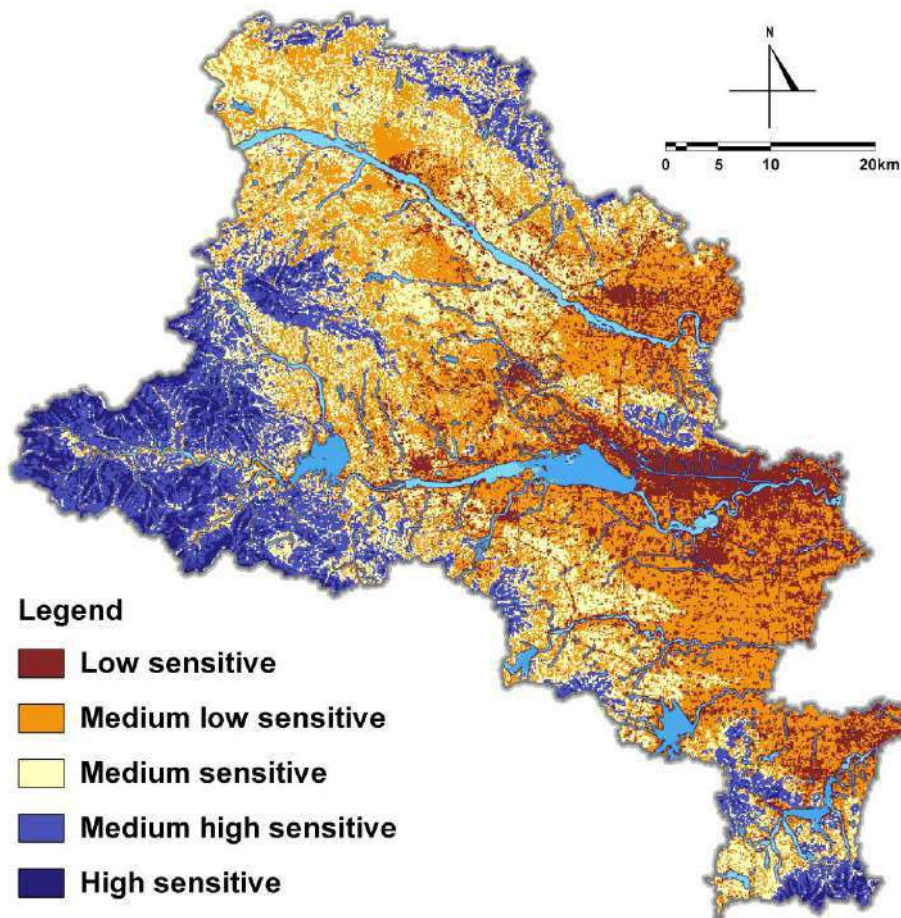 N
0 5 10 20km
Legend
Low sensitive
Medium low sensitive
Medium sensitive
Medium high sensitive
High sensitive